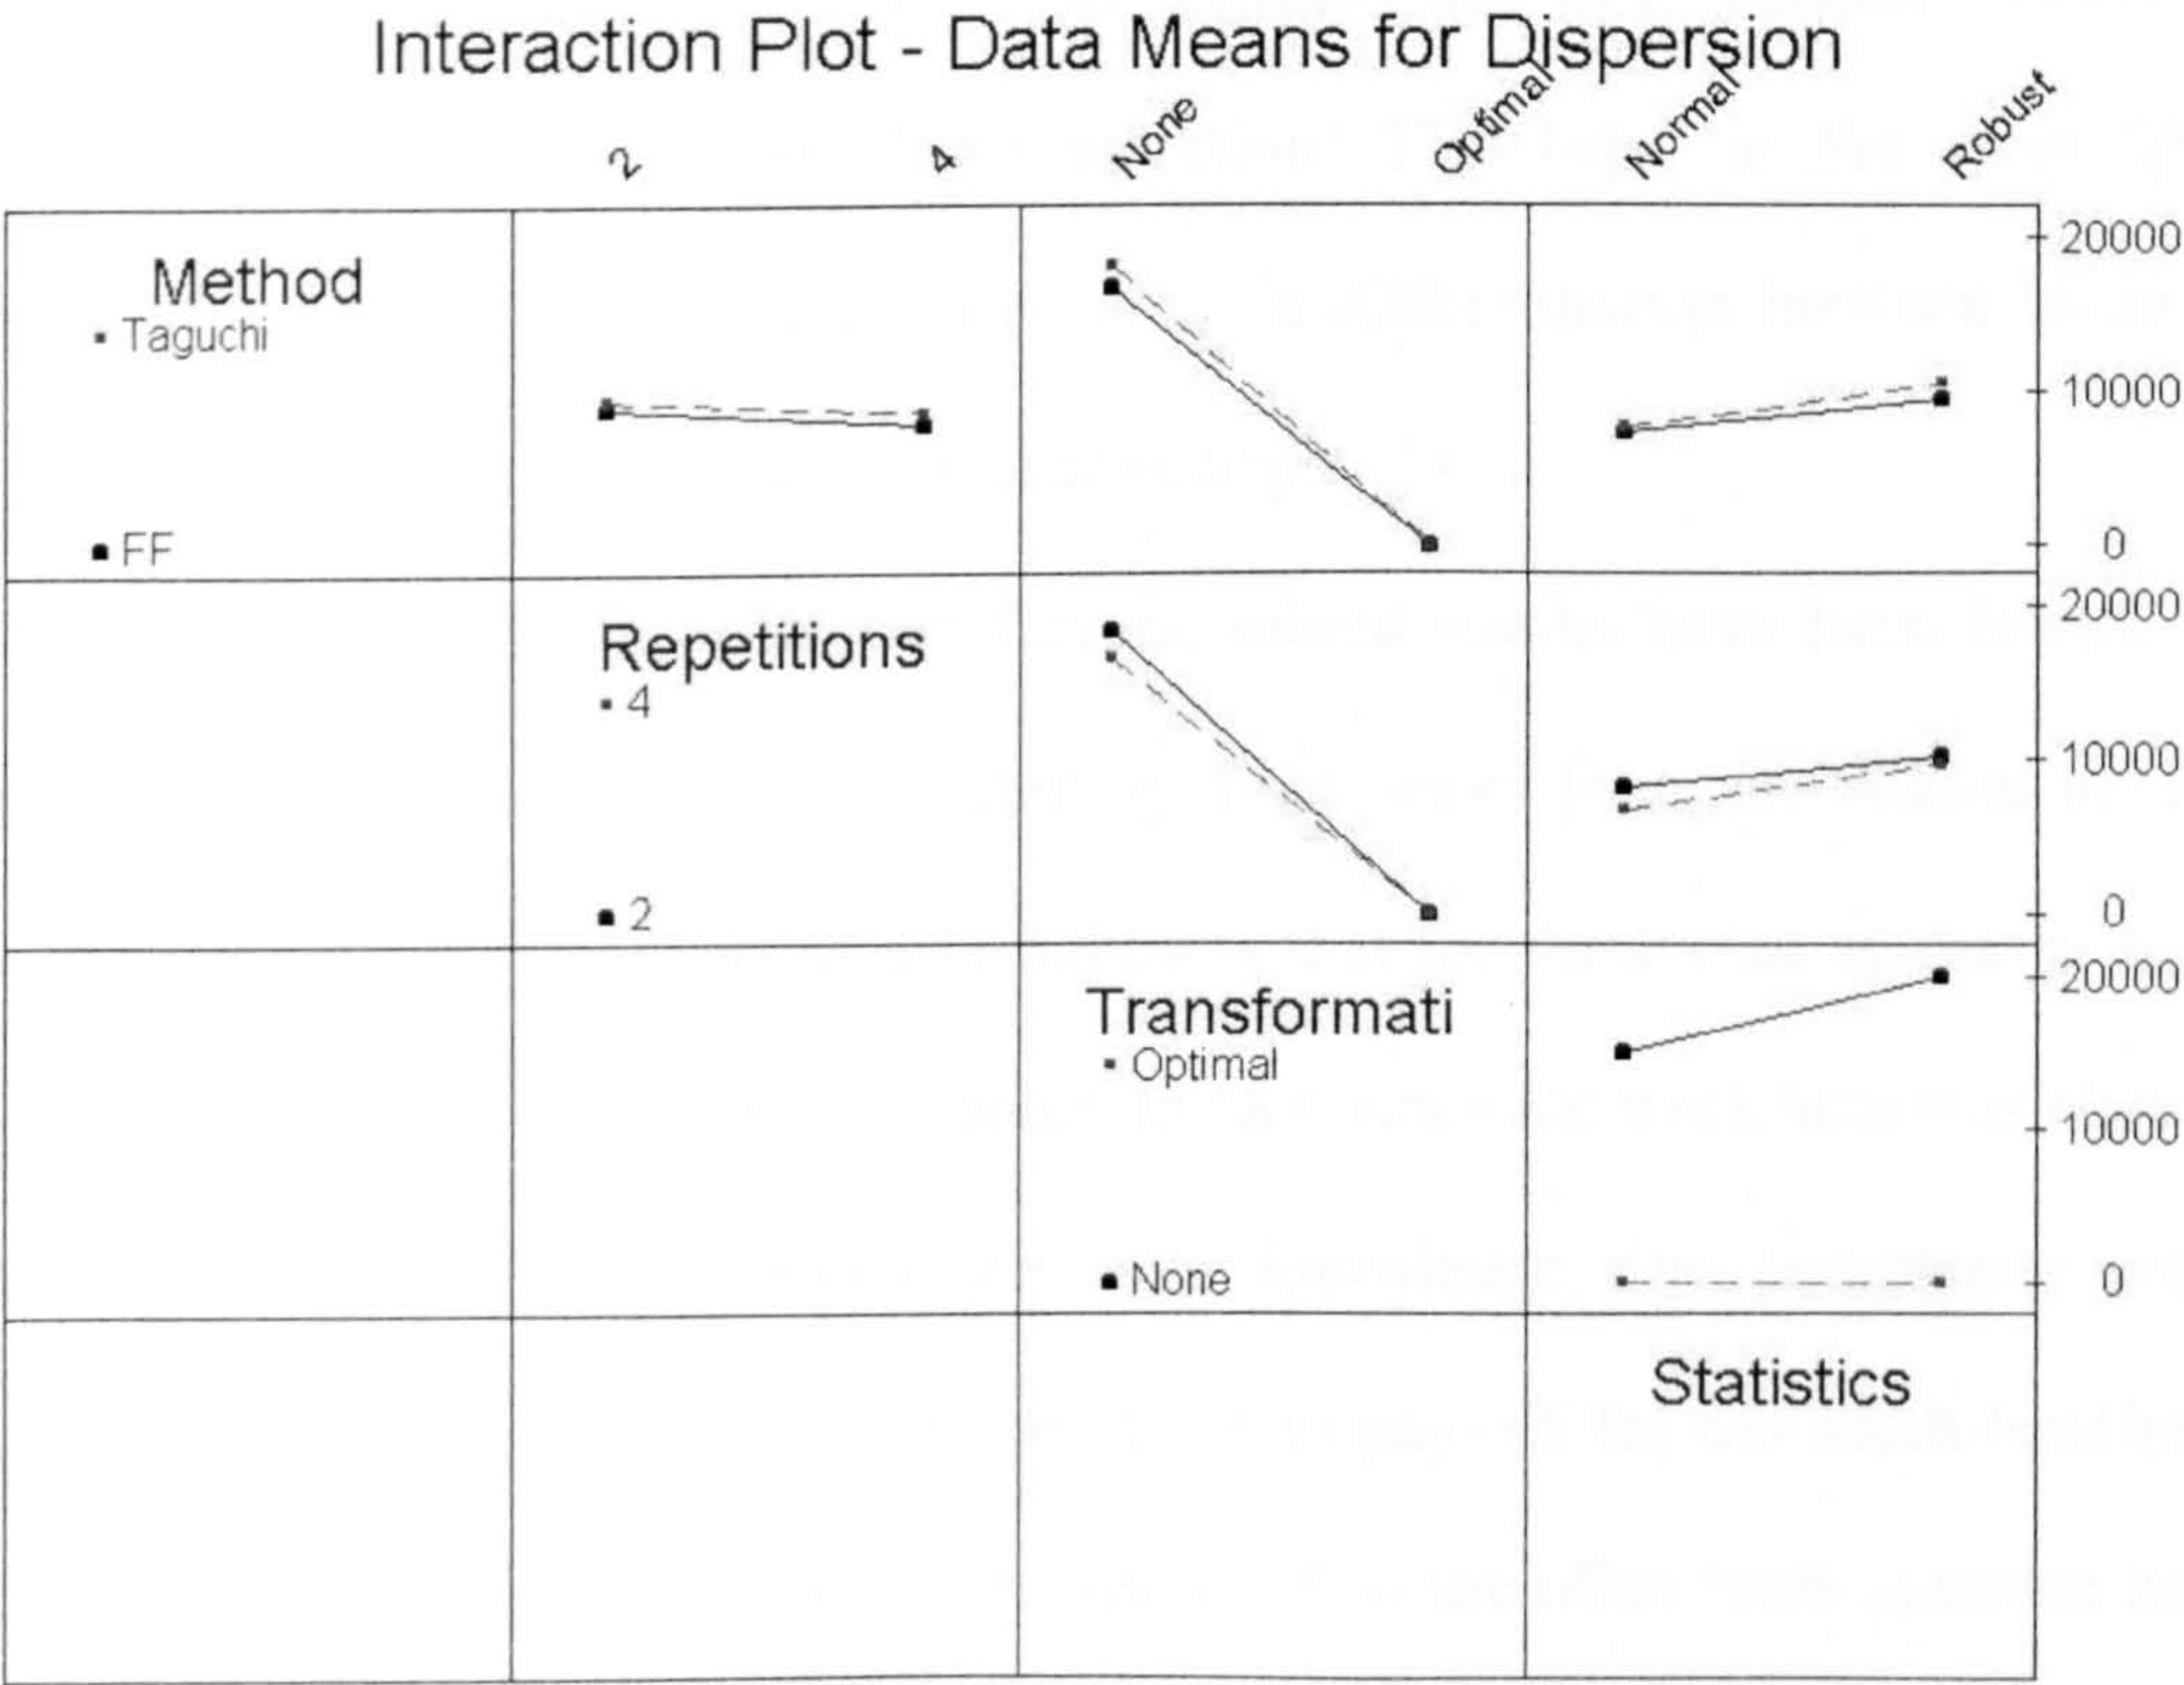 Interaction Plot - Data Means for Dispersion
2 4 None Optimal Normal Robust
Method
Taguchi
FF
20000
10000
0
Repetitions
4
2
20000
10000
0
Transformati
Optimal
None
20000
10000
0
Statistics